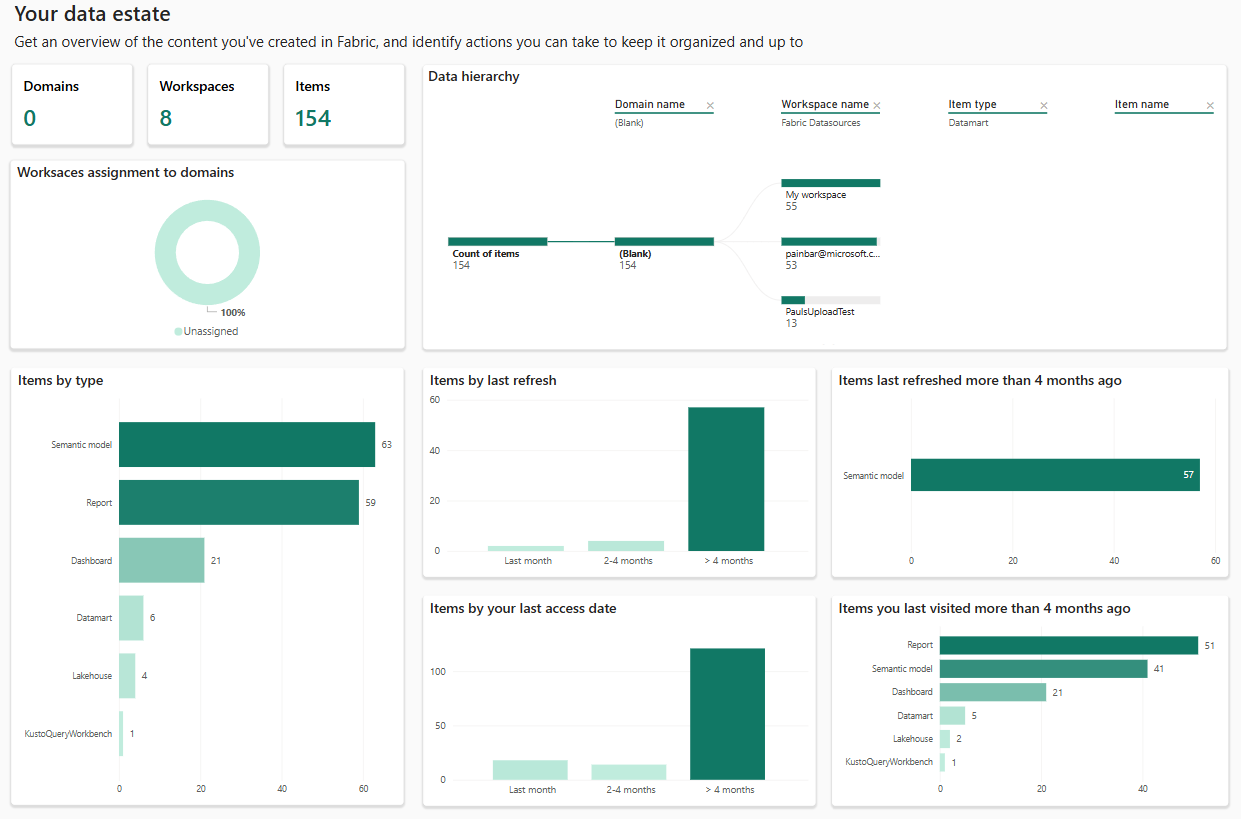 Your data estate
Get an overview of the content you've created in Fabric, and identify actions you can take to keep it organized and up to
Domains
0
Workspaces
8
Items
154
Worksaces assignment to domains
100%
Unassigned
Data hierarchy
Domain name ×
(Blank)
Workspace name ×
Fabric Datasources
Item type ×
Datamart
Item name ×
Count of items
154
(Blank)
154
My workspace
55
painbar@microsoft.c...
53
PaulsUploadTest
13
Items by type
Semantic model 63
Report 59
Dashboard 21
Datamart 6
Lakehouse 4
KustoQueryWorkbench 1
0 20 40 60
Items by last refresh
60
40
20
0
Last month 2-4 months > 4 months
Items last refreshed more than 4 months ago
Semantic model 57
0 20 40 60
Items by your last access date
100
50
0
Last month 2-4 months > 4 months
Items you last visited more than 4 months ago
Report 51
Semantic model 41
Dashboard 21
Datamart 5
Lakehouse 2
KustoQueryWorkbench 1
0 20 40